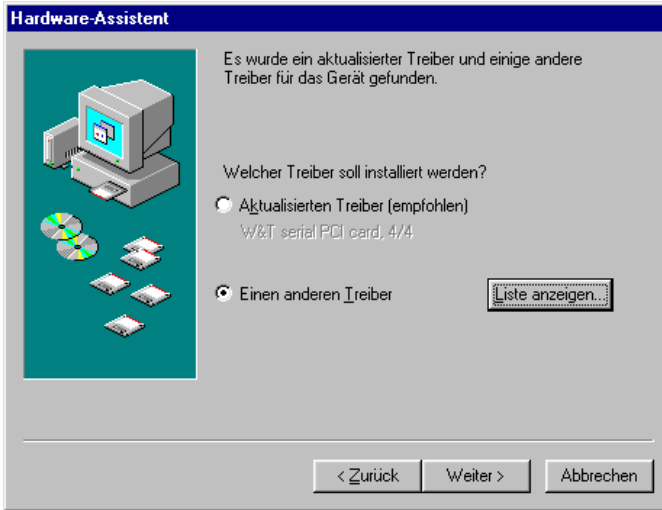 Hardware-Assistent
Es wurde ein aktualisierter Treiber und einige andere
Treiber für das Gerät gefunden.
Welcher Treiber soll installiert werden?
Aktualisierten Treiber (empfohlen)
W&T serial PCI card, 4/4
Einen anderen Treiber
Liste anzeigen...
< Zurück
Weiter >
Abbrechen